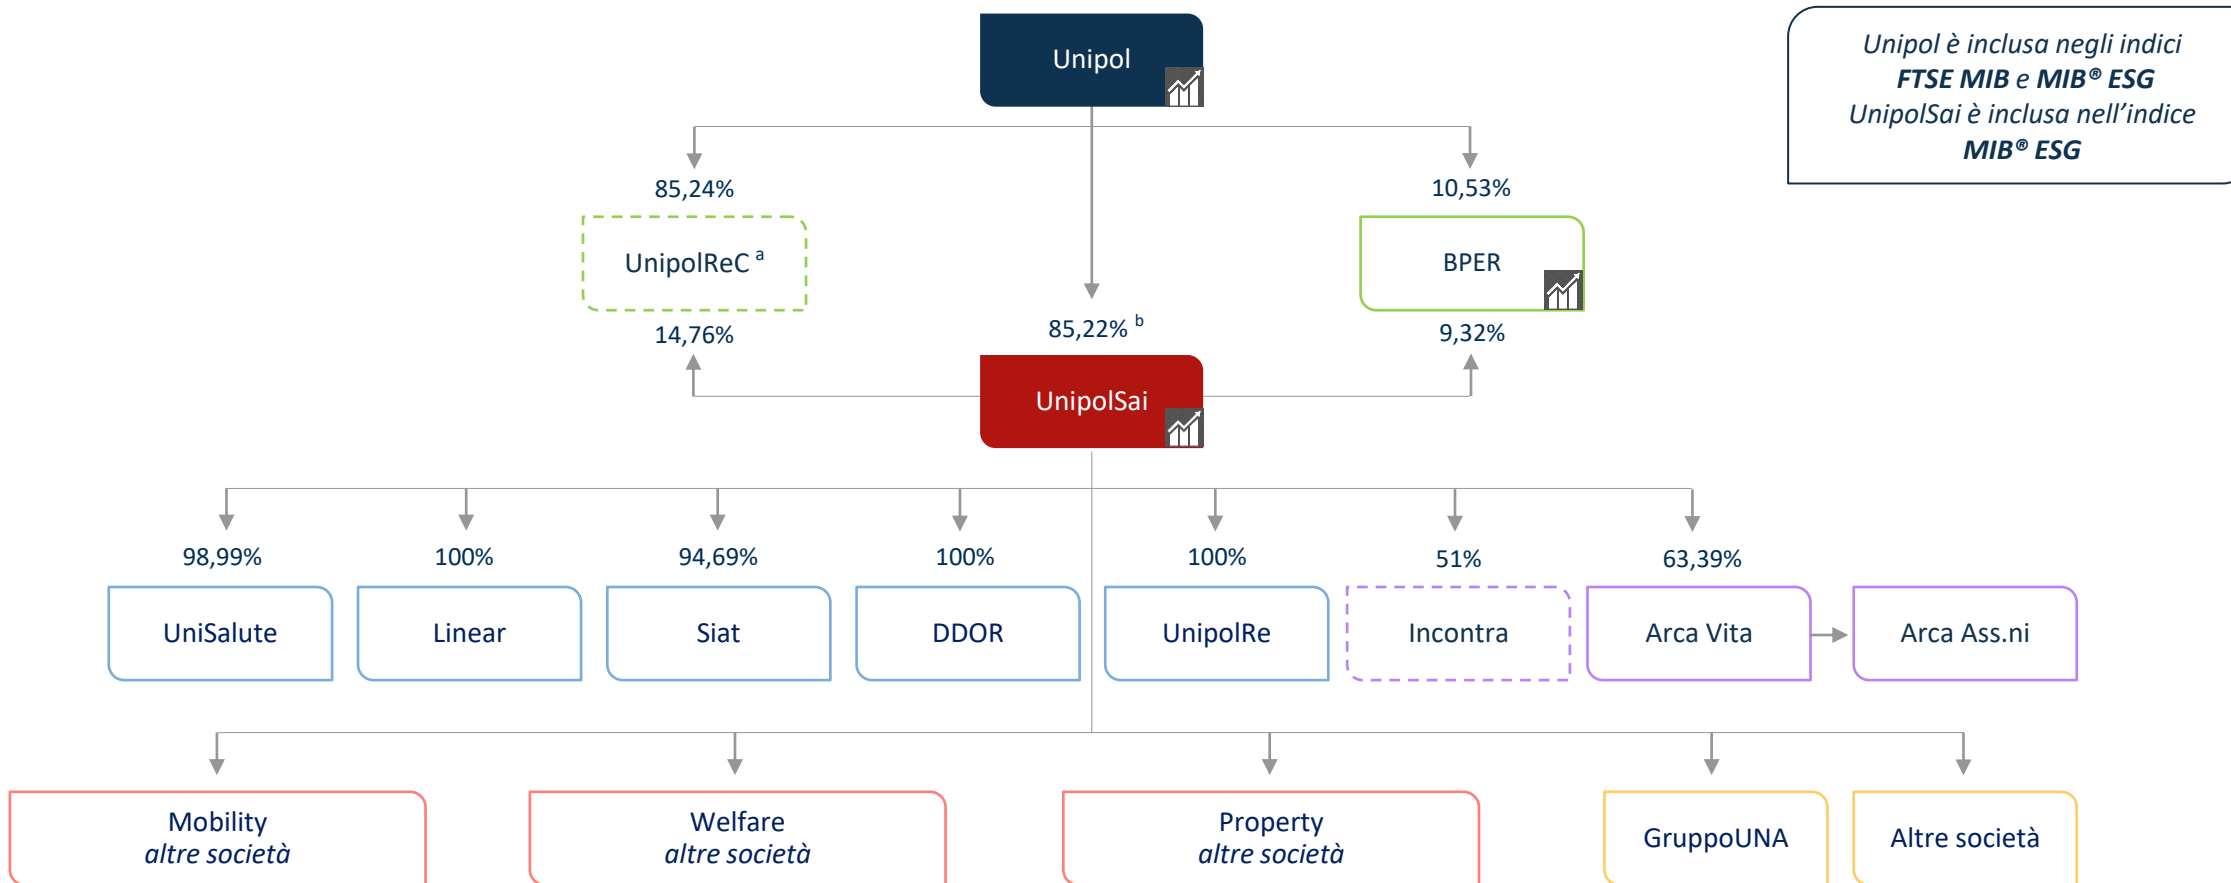 Unipol
Unipol è inclusa negli indici
FTSE MIB e MIB® ESG
UnipolSai è inclusa nell'indice
MIB® ESG
85,24%
10,53%
UnipolReC ª
BPER
14,76%
85,22% ᵇ
9,32%
UnipolSai
98,99%
100%
94,69%
100%
100%
51%
63,39%
UniSalute
Linear
Siat
DDOR
UnipolRe
Incontra
Arca Vita
Arca Ass.ni
Mobility
altre società
Welfare
altre società
Property
altre società
GruppoUNA
Altre società